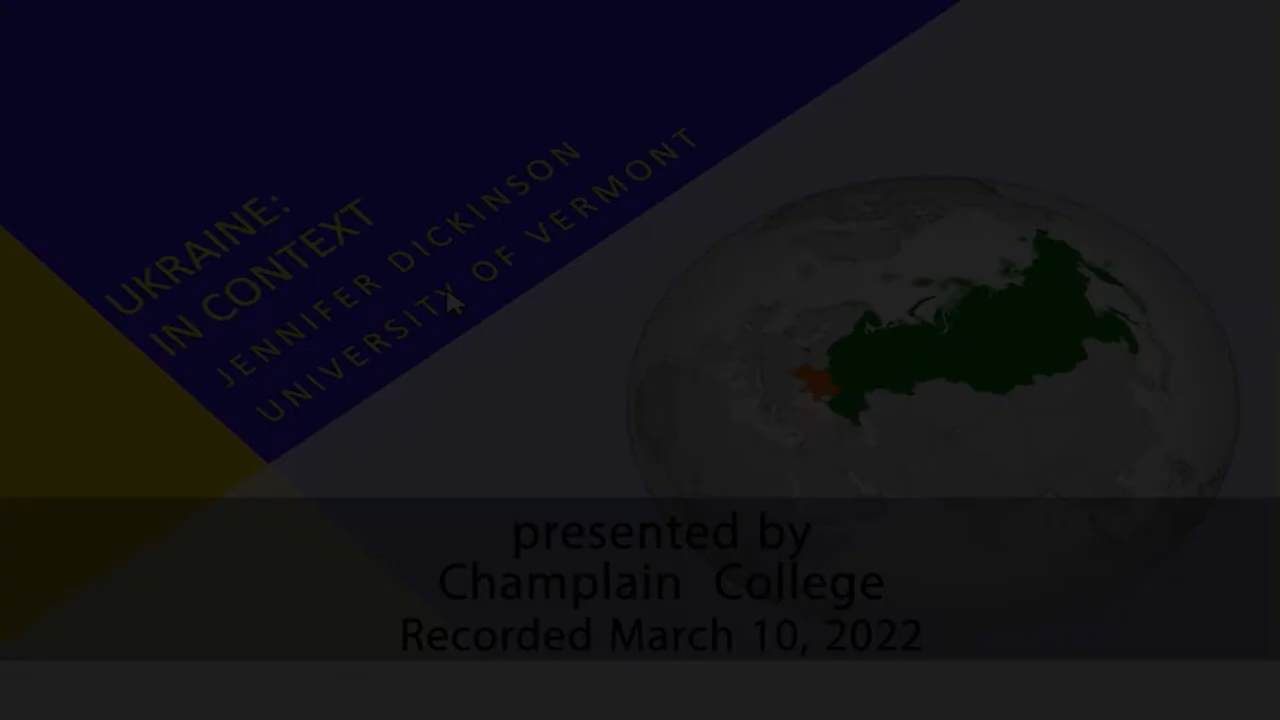 UKRAINE:
IN CONTEXT
JENNIFER DICKINSON
UNIVERSITY OF VERMONT
presented by
Champlain College
Recorded March 10, 2022